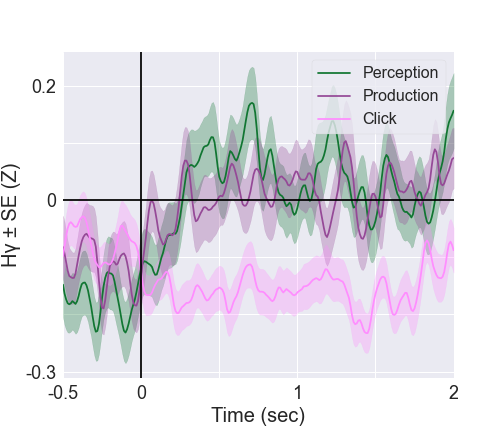 Perception
Production
Click
Hγ ± SE (Z)
0.2
0
-0.3
-0.5
0
1
2
Time (sec)